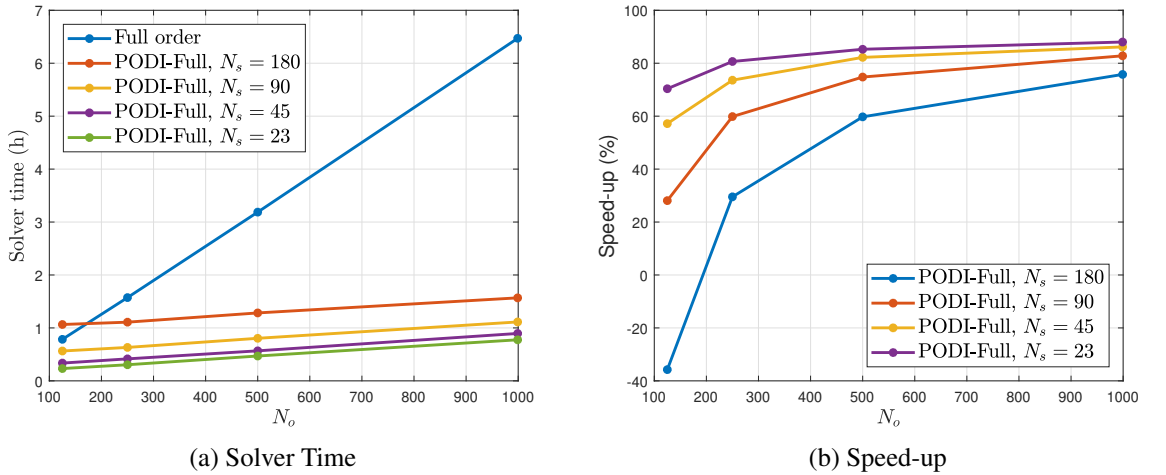 7
6
5
4
3
2
1
0
Solver time (h)
Full order
PODI-Full, N_s = 180
PODI-Full, N_s = 90
PODI-Full, N_s = 45
PODI-Full, N_s = 23
100 200 300 400 500 600 700 800 900 1000
N_o
(a) Solver Time
100
80
60
40
20
0
-20
-40
Speed-up (%)
PODI-Full, N_s = 180
PODI-Full, N_s = 90
PODI-Full, N_s = 45
PODI-Full, N_s = 23
100 200 300 400 500 600 700 800 900 1000
N_o
(b) Speed-up